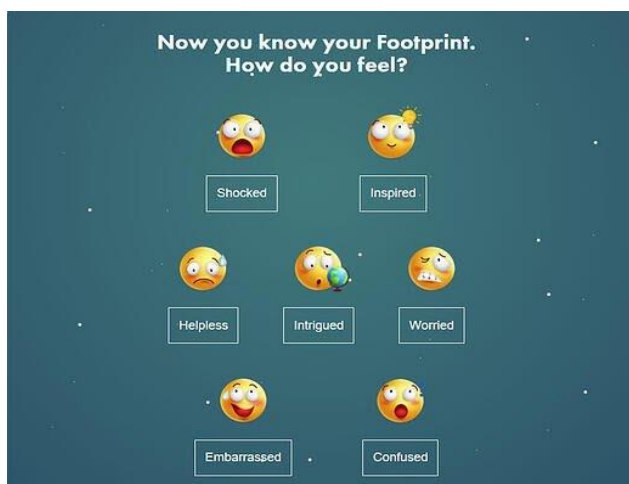 Now you know your Footprint.
How do you feel?
Shocked
Inspired
Helpless
Intrigued
Worried
Embarrassed
Confused